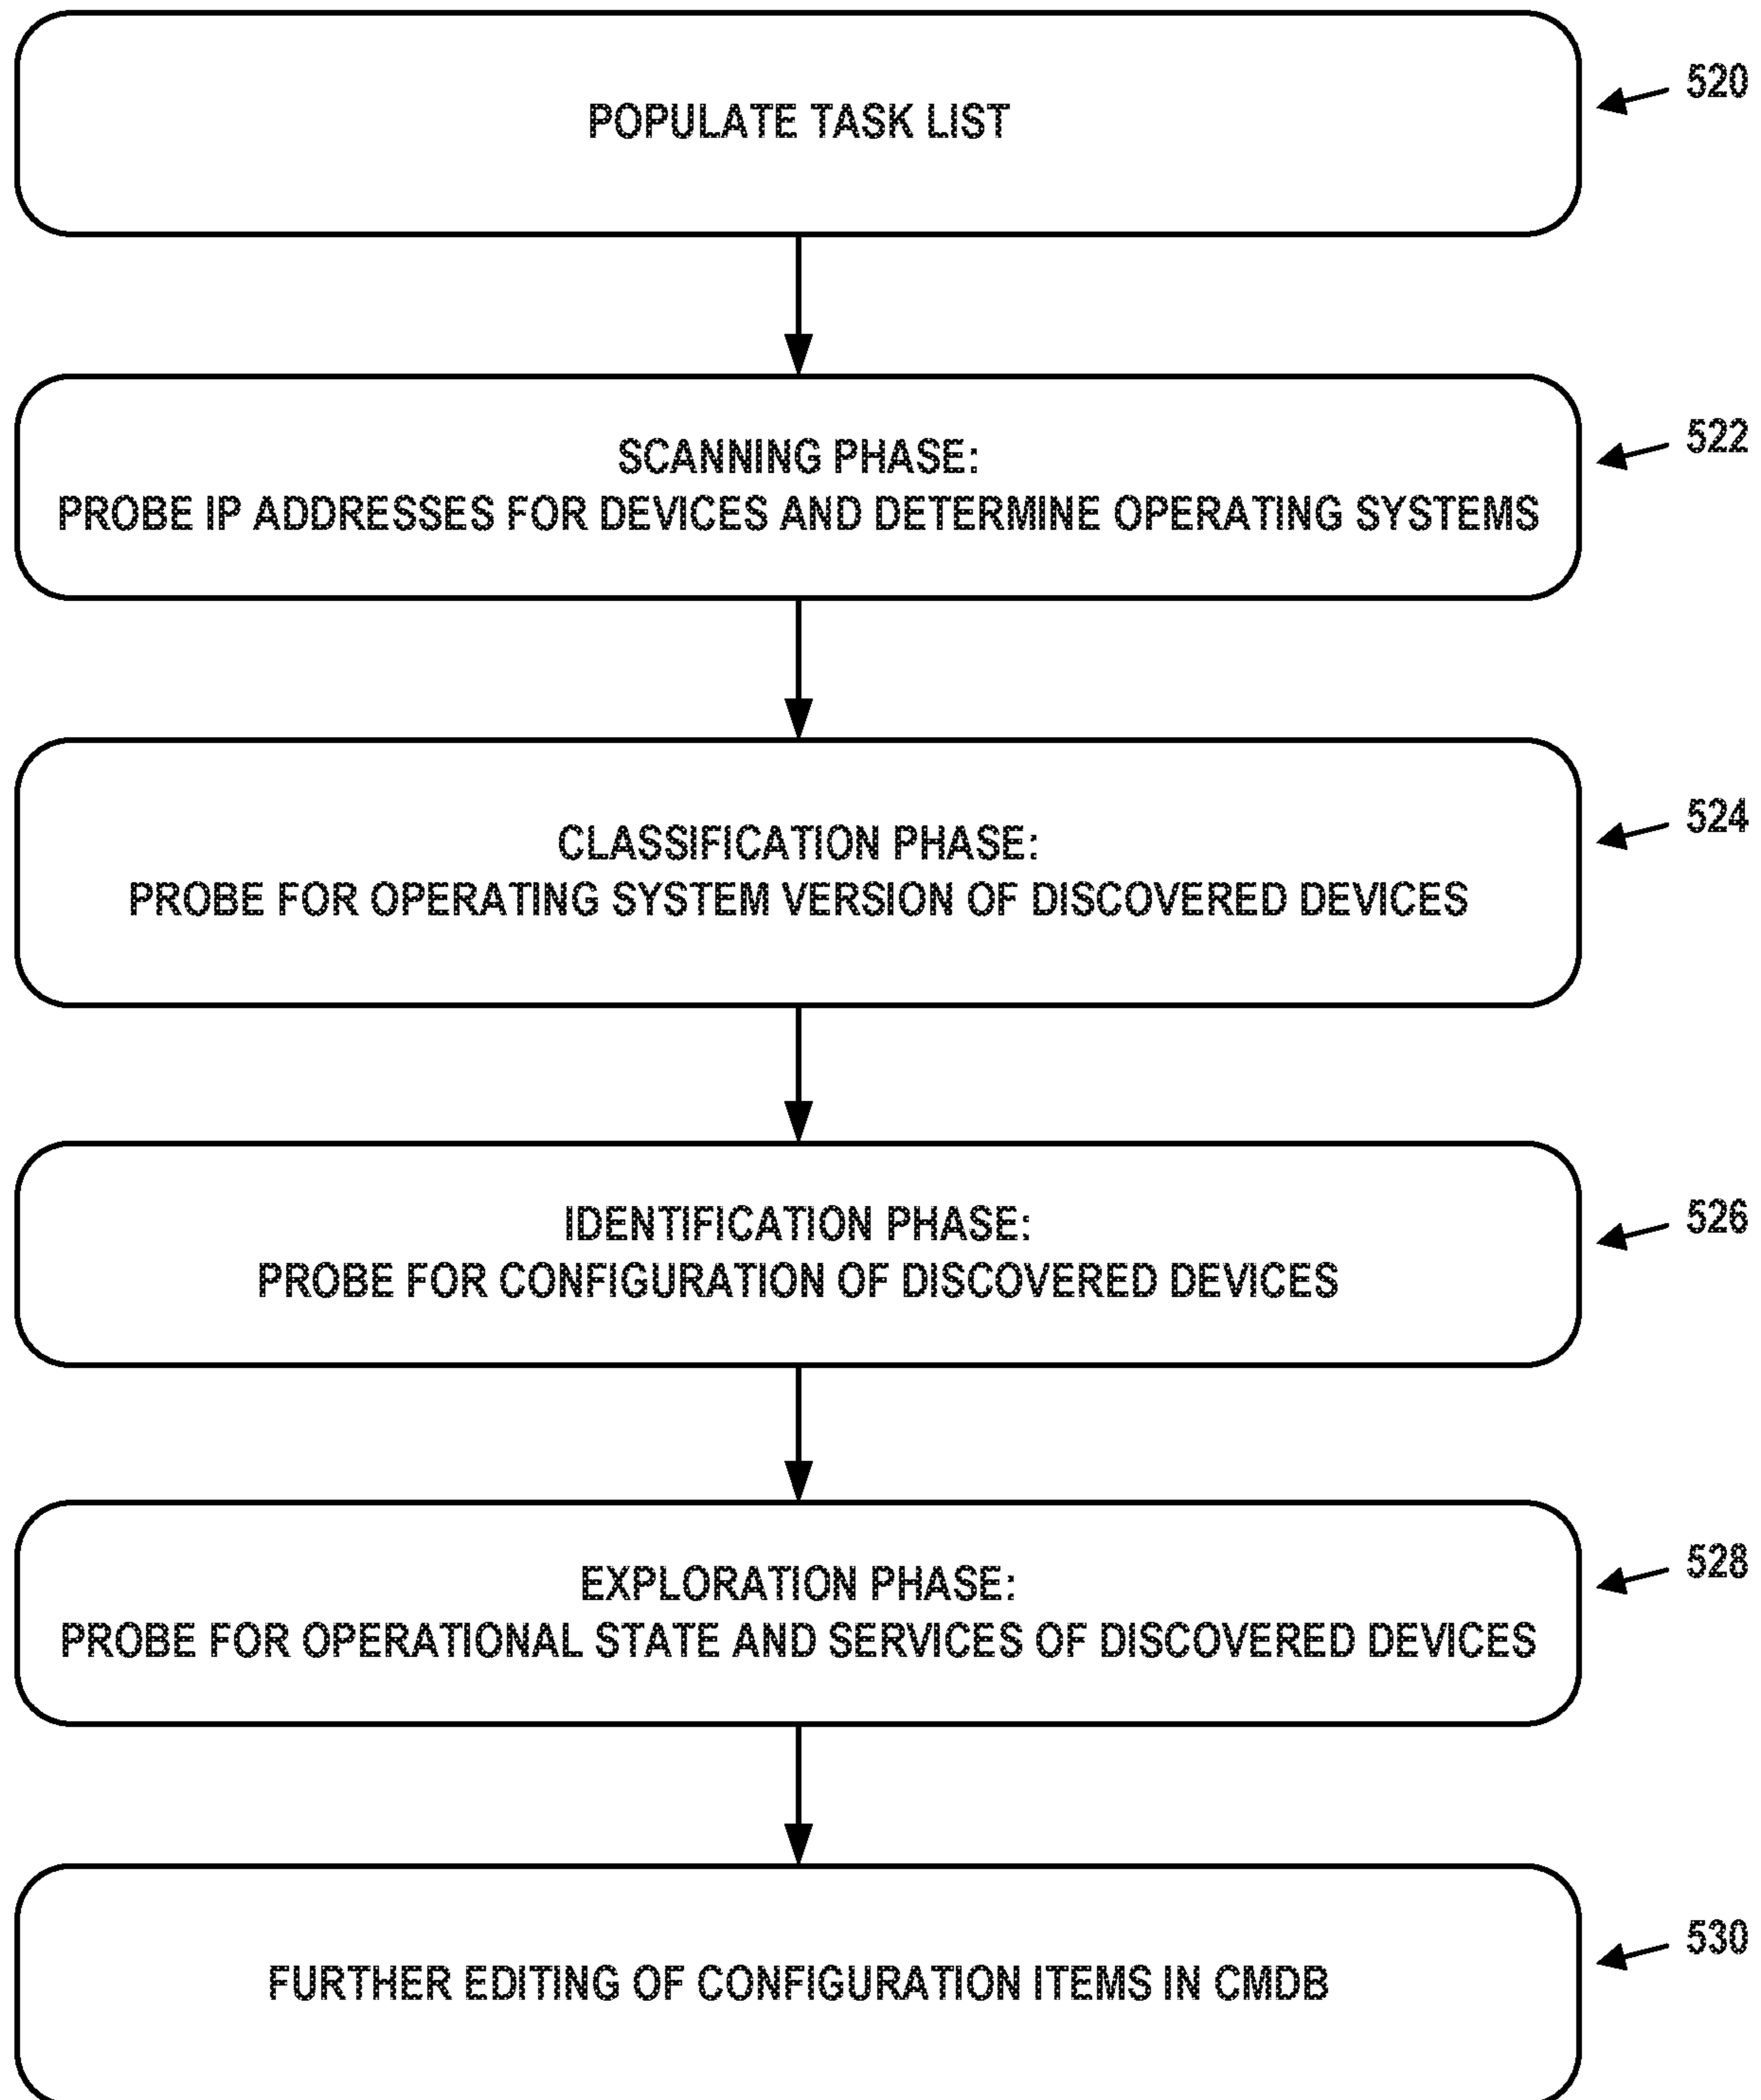 POPULATE TASK LIST
520
SCANNING PHASE:
PROBE IP ADDRESSES FOR DEVICES AND DETERMINE OPERATING SYSTEMS
522
CLASSIFICATION PHASE:
PROBE FOR OPERATING SYSTEM VERSION OF DISCOVERED DEVICES
524
IDENTIFICATION PHASE:
PROBE FOR CONFIGURATION OF DISCOVERED DEVICES
526
EXPLORATION PHASE:
PROBE FOR OPERATIONAL STATE AND SERVICES OF DISCOVERED DEVICES
528
FURTHER EDITING OF CONFIGURATION ITEMS IN CMDB
530